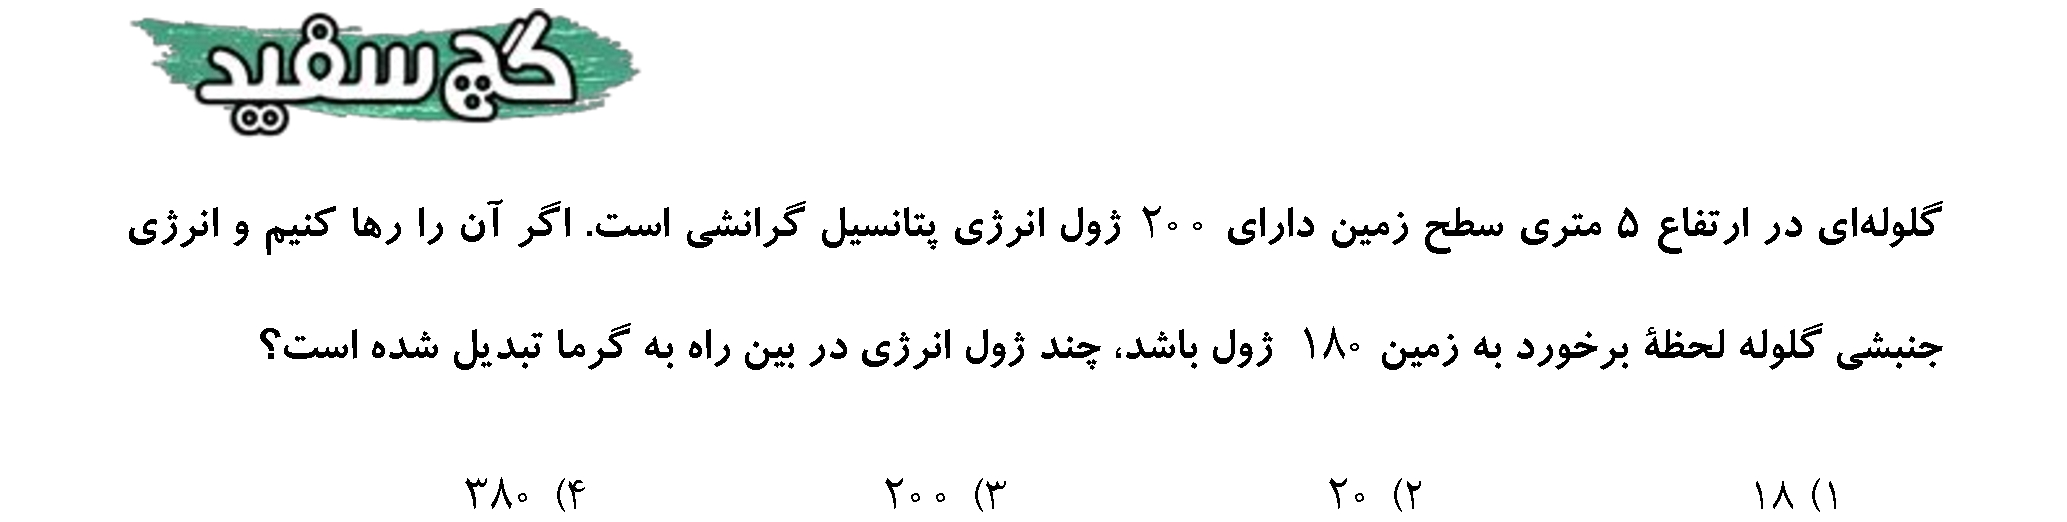 گچ سفید
گلوله‌ای در ارتفاع ۵ متری سطح زمین دارای ۲۰۰ ژول انرژی پتانسیل گرانشی است. اگر آن را رها کنیم و انرژی
جنبشی گلوله لحظهٔ برخورد به زمین ۱۸۰ ژول باشد، چند ژول انرژی در بین راه به گرما تبدیل شده است؟
۱) ۱۸ ۲) ۲۰ ۳) ۲۰۰ ۴) ۳۸۰